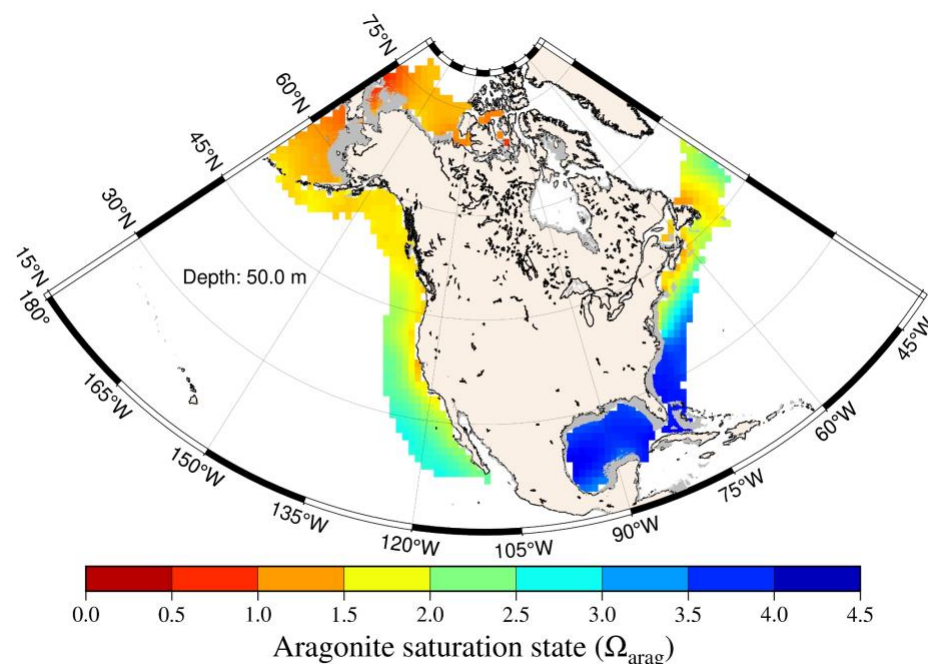 75°N
60°N
45°N
30°N
15°N
180°
165°W
150°W
135°W
120°W
105°W
90°W
75°W
60°W
45°W
Depth: 50.0 m
0.0 0.5 1.0 1.5 2.0 2.5 3.0 3.5 4.0 4.5
Aragonite saturation state (Ωarag)